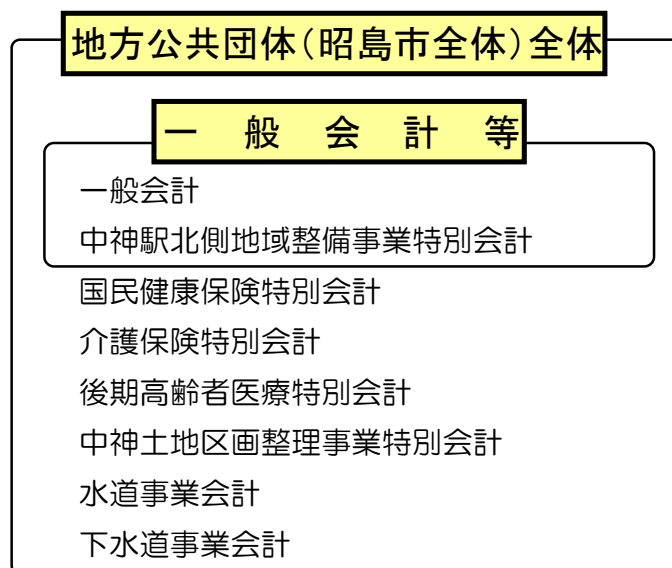 地方公共団体(昭島市全体)全体
一般会計等
一般会計
中神駅北側地域整備事業特別会計
国民健康保険特別会計
介護保険特別会計
後期高齢者医療特別会計
中神土地区画整理事業特別会計
水道事業会計
下水道事業会計